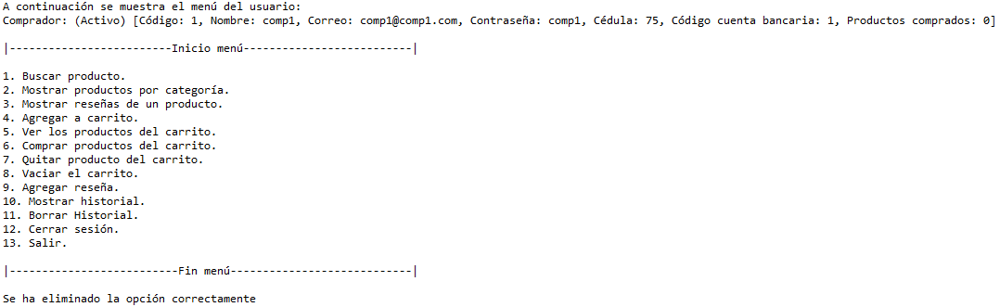 A continuación se muestra el menú del usuario:
Comprador: (Activo) [Código: 1, Nombre: comp1, Correo: comp1@comp1.com, Contraseña: comp1, Cédula: 75, Código cuenta bancaria: 1, Productos comprados: 0]
|-------------------------Inicio menú--------------------------|
1. Buscar producto.
2. Mostrar productos por categoría.
3. Mostrar reseñas de un producto.
4. Agregar a carrito.
5. Ver los productos del carrito.
6. Comprar productos del carrito.
7. Quitar producto del carrito.
8. Vaciar el carrito.
9. Agregar reseña.
10. Mostrar historial.
11. Borrar Historial.
12. Cerrar sesión.
13. Salir.
|--------------------------Fin menú----------------------------|
Se ha eliminado la opción correctamente